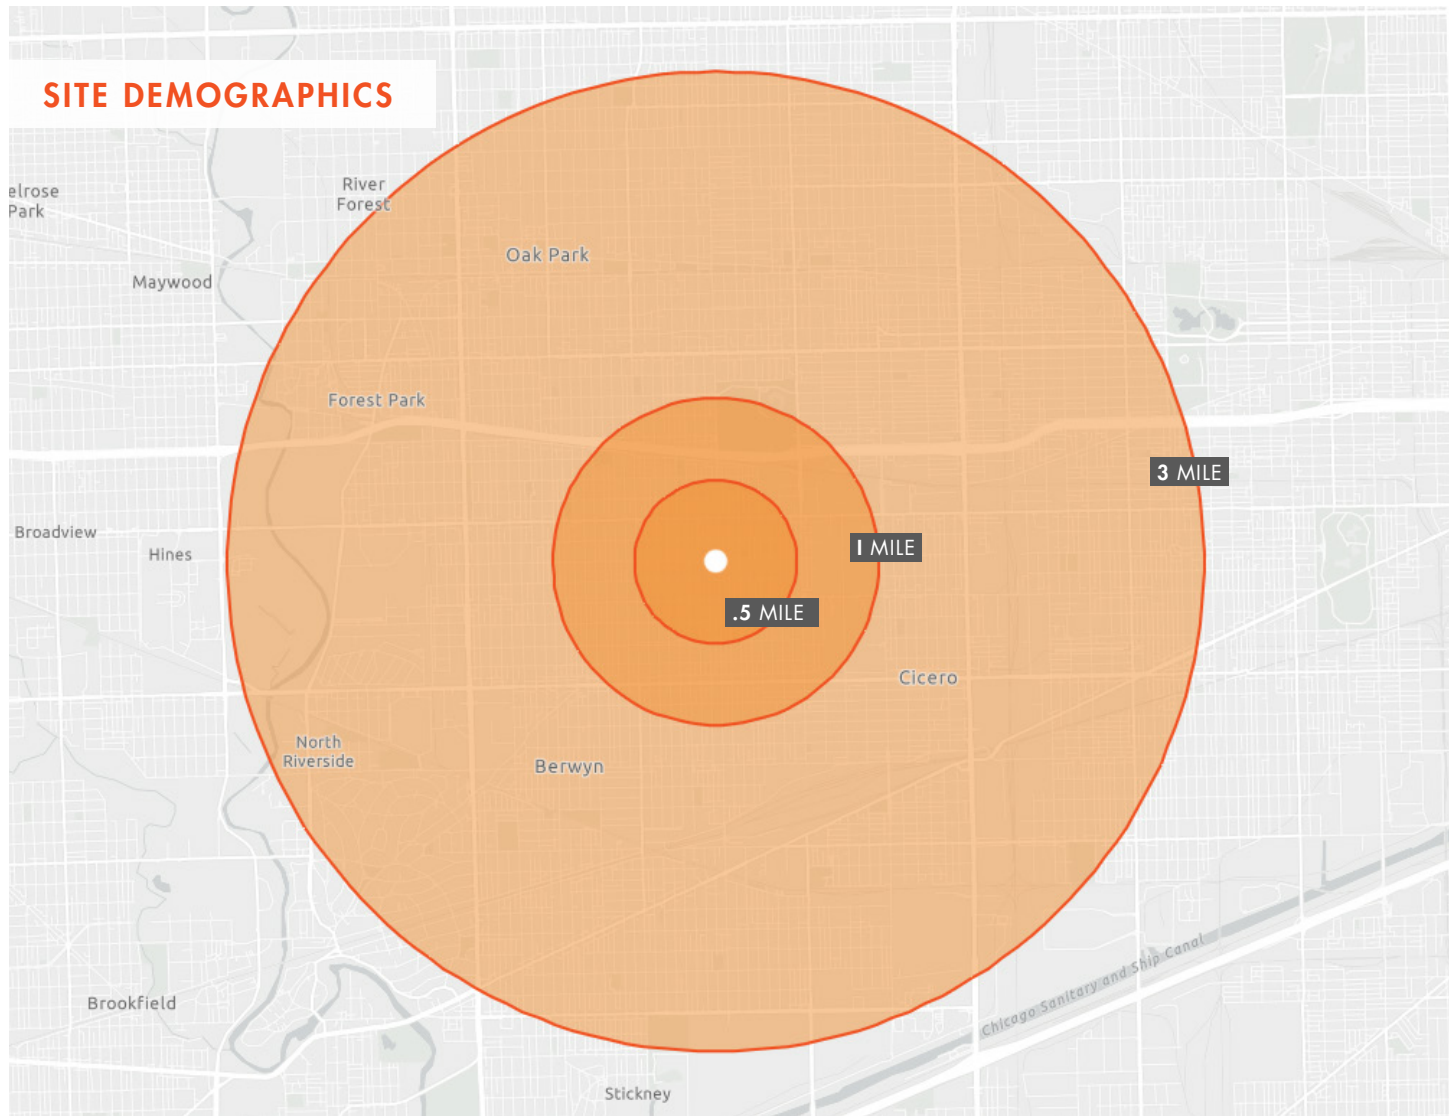 SITE DEMOGRAPHICS
elrose
Park
River
Forest
Oak Park
Maywood
Forest Park
3 MILE
Broadview
Hines
1 MILE
.5 MILE
Cicero
North
Riverside
Berwyn
Brookfield
Chicago Sanitary and Ship Canal
Stickney